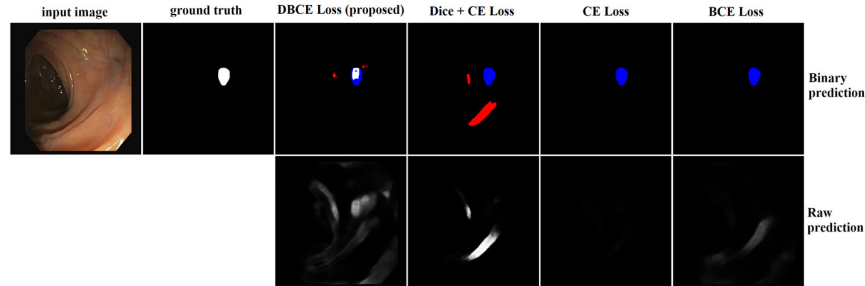 input image ground truth DBCE Loss (proposed) Dice + CE Loss CE Loss BCE Loss
Binary
prediction
Raw
prediction